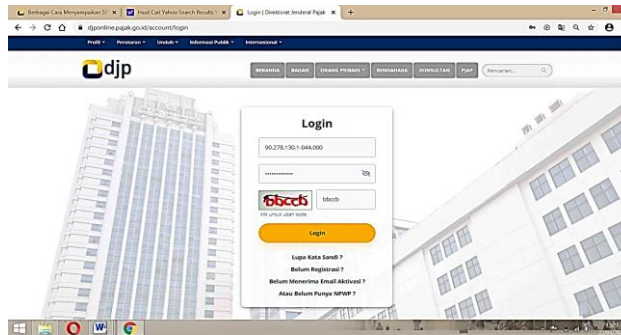 Berbagai Cara Menyampaikan SP
Hasil Cari Yahoo Search Results
Login | Direktorat Jenderal Pajak
djponline.pajak.go.id/account/login
Profil
Peraturan
Unduh
Informasi Publik
Internasional
djp
BERANDA
BADAN
ORANG PRIBADI
BENDAHARA
KONSULTAN
PJAP
Pencarian...
Login
90.278.130.1-044.000
bbccb
bbccb
klik untuk ubah kode
Login
Lupa Kata Sandi ?
Belum Registrasi ?
Belum Menerima Email Aktivasi ?
Atau Belum Punya NPWP ?